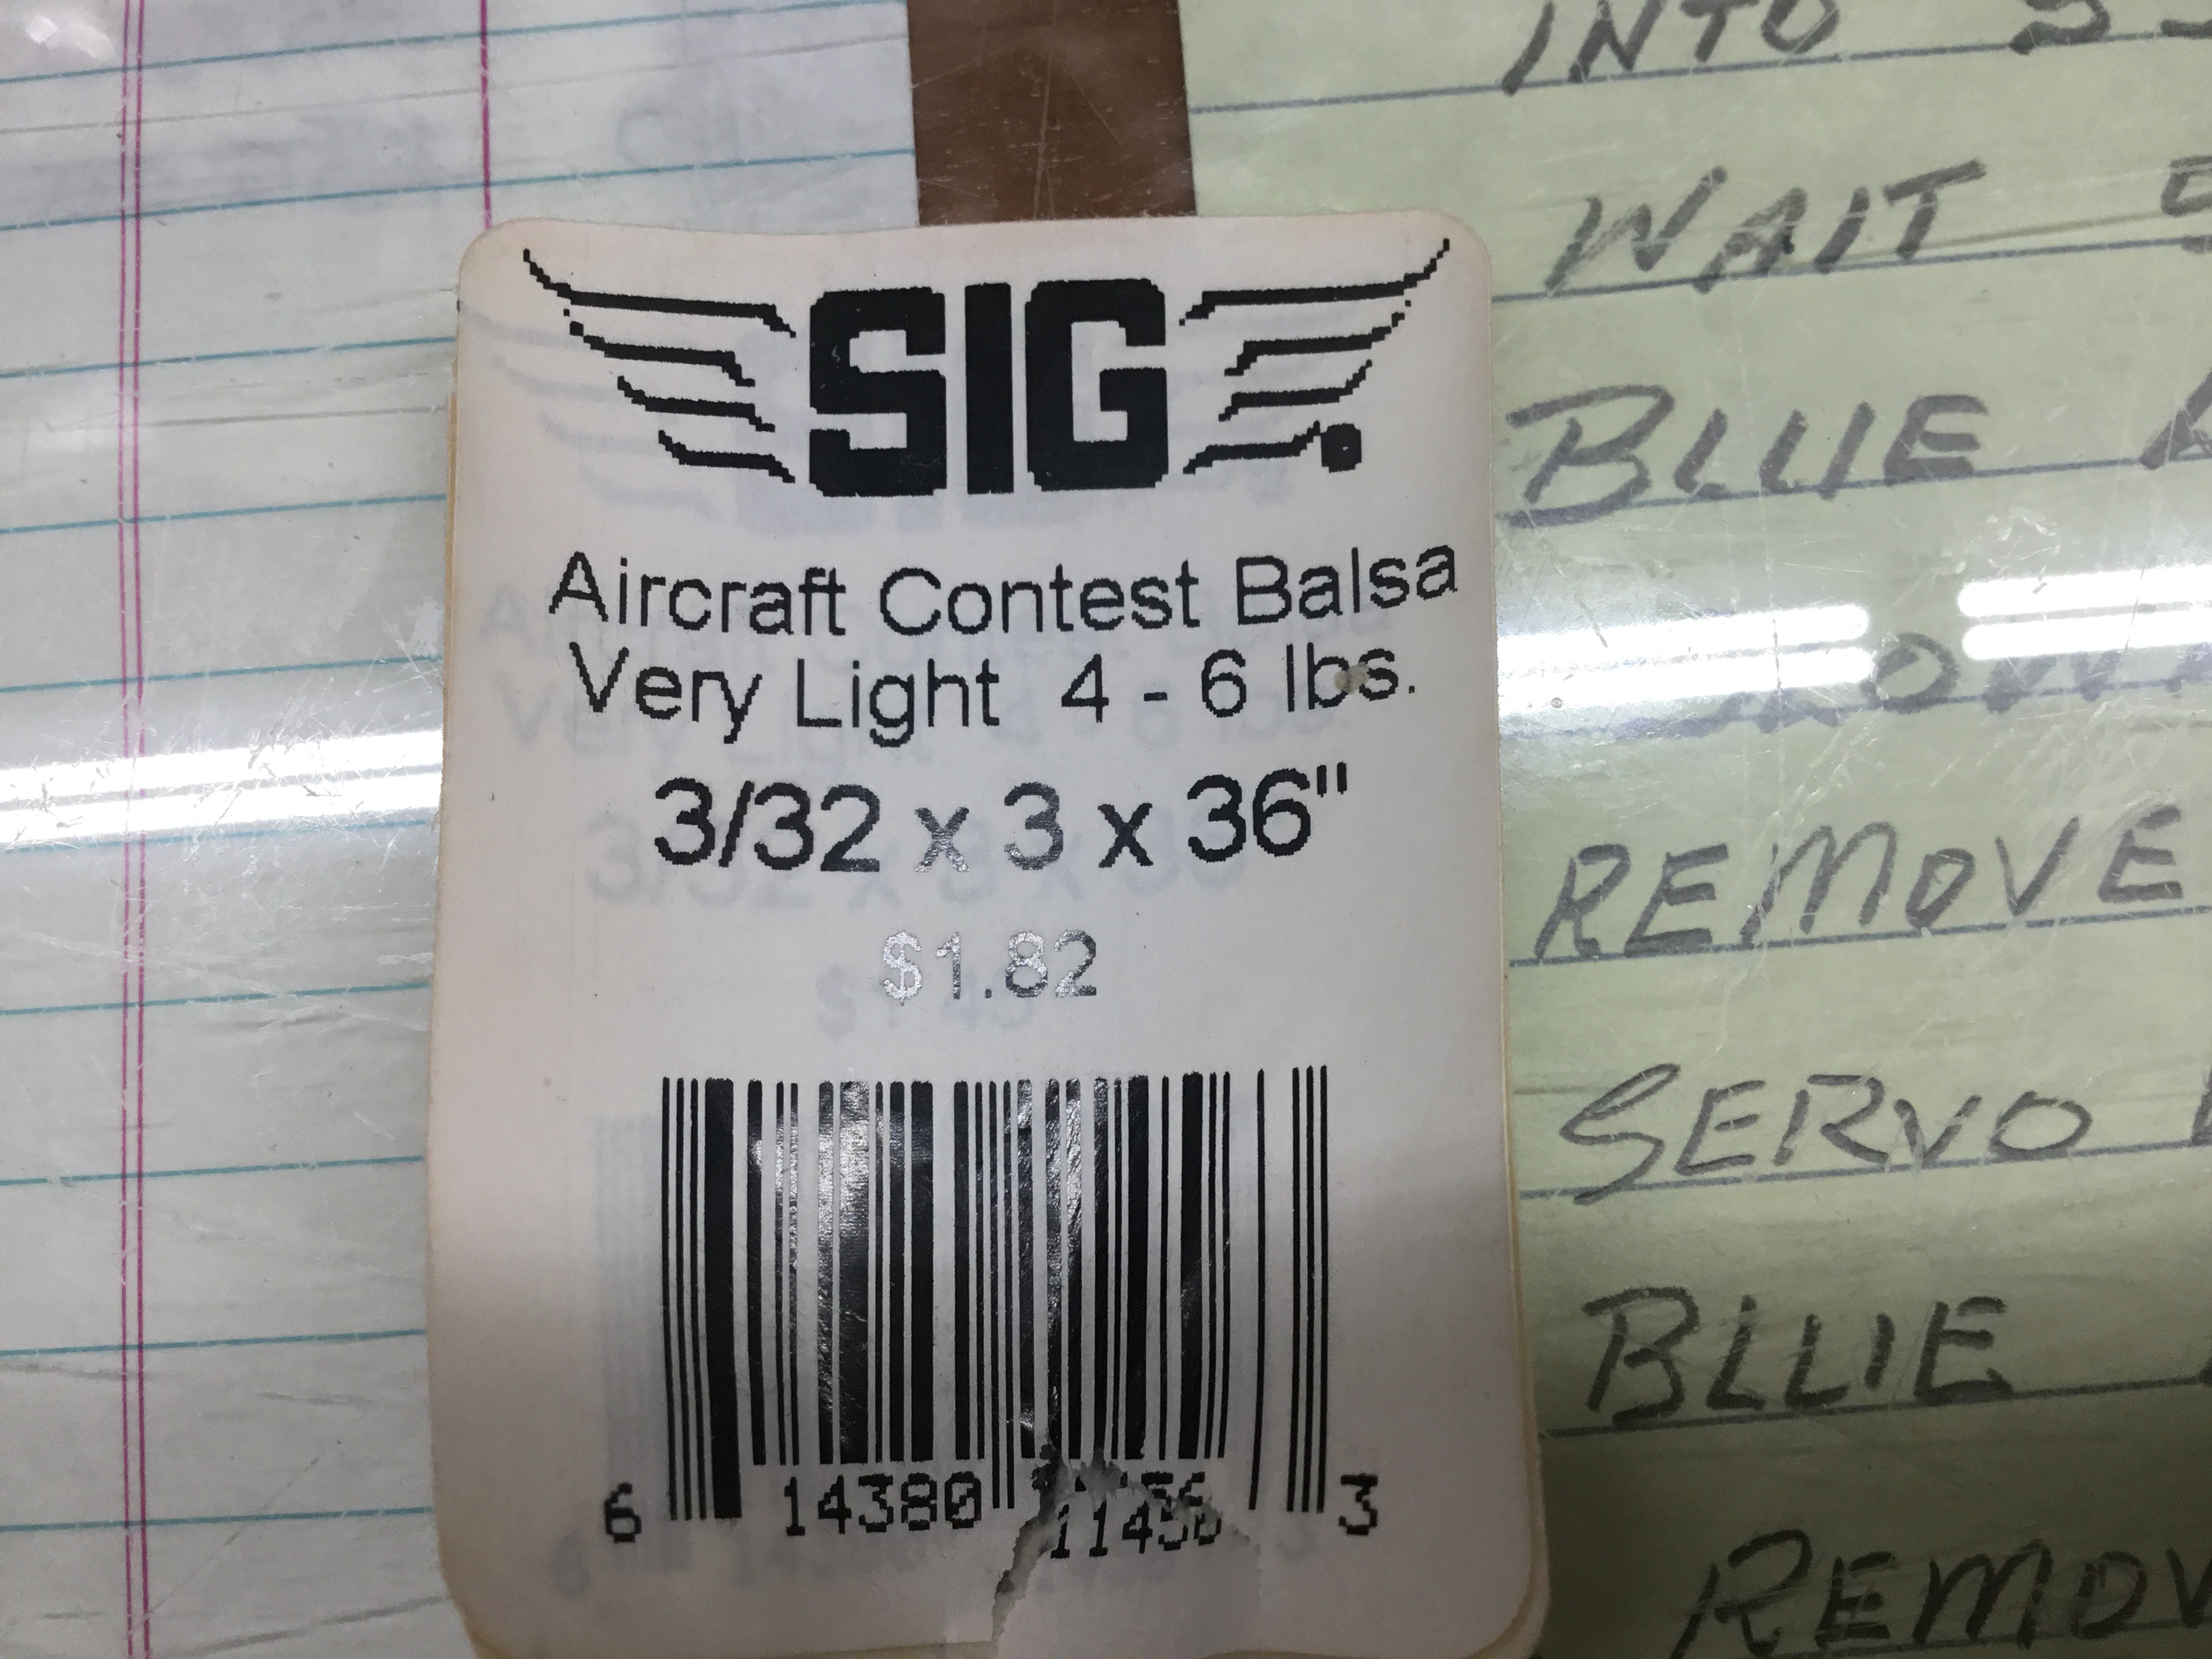 SIG
Aircraft Contest Balsa
Very Light 4 - 6 lbs.
3/32 x 3 x 36"
$1.82
6 14380 11456 3
INTO
WAIT
BLUE
REMOVE
SERVO
BLUE